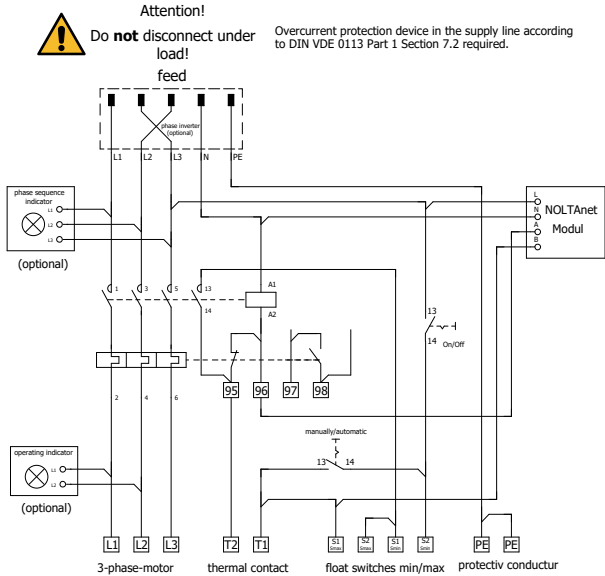 Attention!
Do not disconnect under
load!
Overcurrent protection device in the supply line according
to DIN VDE 0113 Part 1 Section 7.2 required.
feed
phase inverter
(optional)
L1 L2 L3 N PE
phase sequence
indicator
L1
L2
L3
(optional)
L
N
A
B
NOLTAnet
Modul
1 3 5 13
14
A1
A2
13
14
On/Off
95 96 97 98
2 4 6
manually/automatic
13 14
operating indicator
L1
L2
(optional)
L1 L2 L3 T2 T1 S1 S2 S1 S2 PE PE
Smax Smax Smin Smin
3-phase-motor thermal contact float switches min/max protectiv conductur